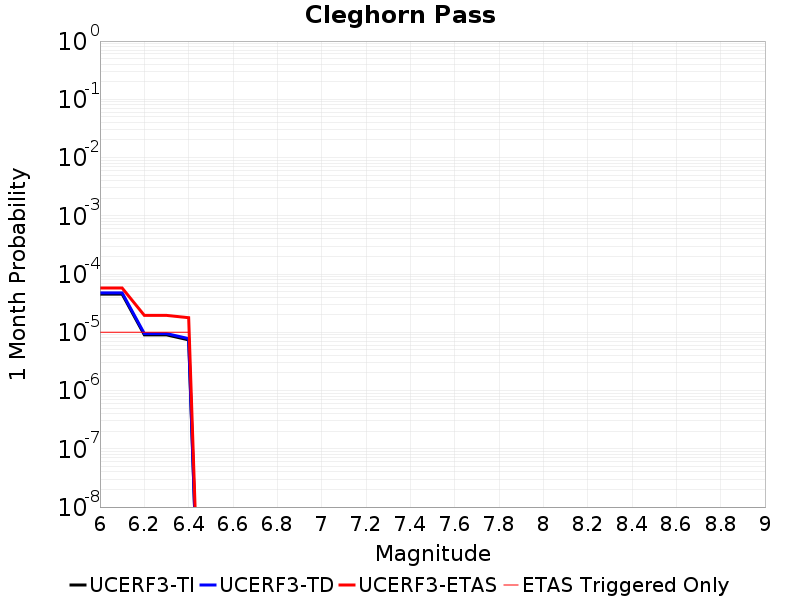 Cleghorn Pass
1 Month Probability
10^0
10^-1
10^-2
10^-3
10^-4
10^-5
10^-6
10^-7
10^-8
6 6.2 6.4 6.6 6.8 7 7.2 7.4 7.6 7.8 8 8.2 8.4 8.6 8.8 9
Magnitude
UCERF3-TI UCERF3-TD UCERF3-ETAS ETAS Triggered Only